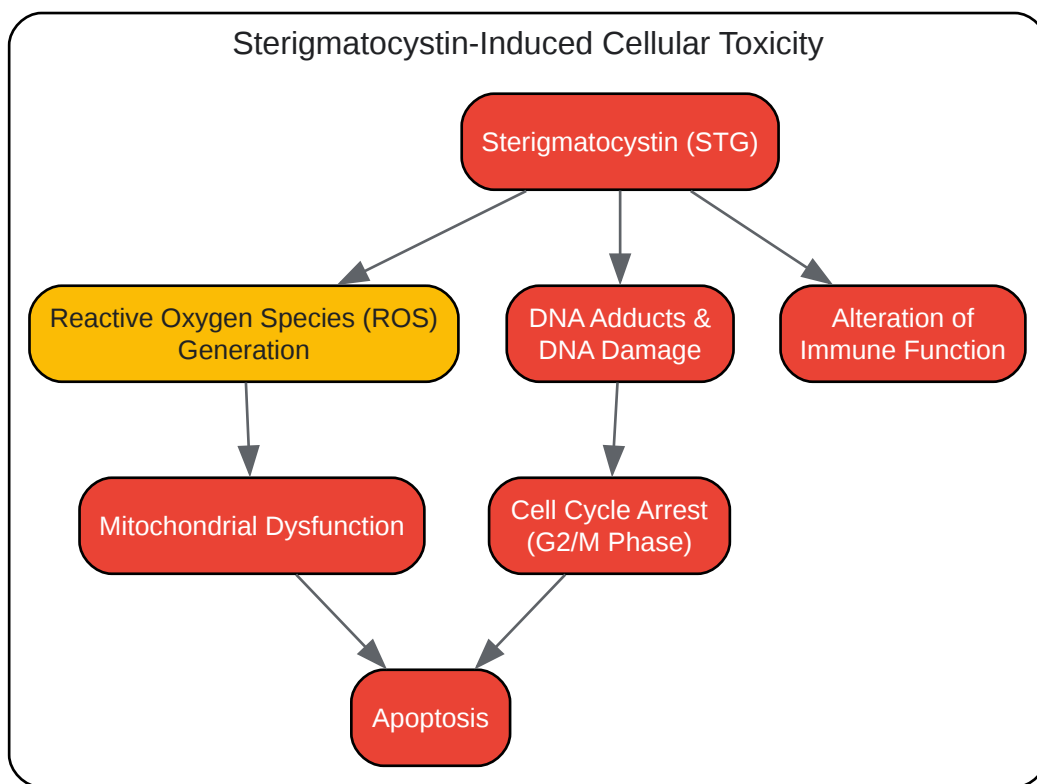 Sterigmatocystin-Induced Cellular Toxicity
Sterigmatocystin (STG)
Reactive Oxygen Species (ROS)
Generation
DNA Adducts &
DNA Damage
Alteration of
Immune Function
Mitochondrial Dysfunction
Cell Cycle Arrest
(G2/M Phase)
Apoptosis